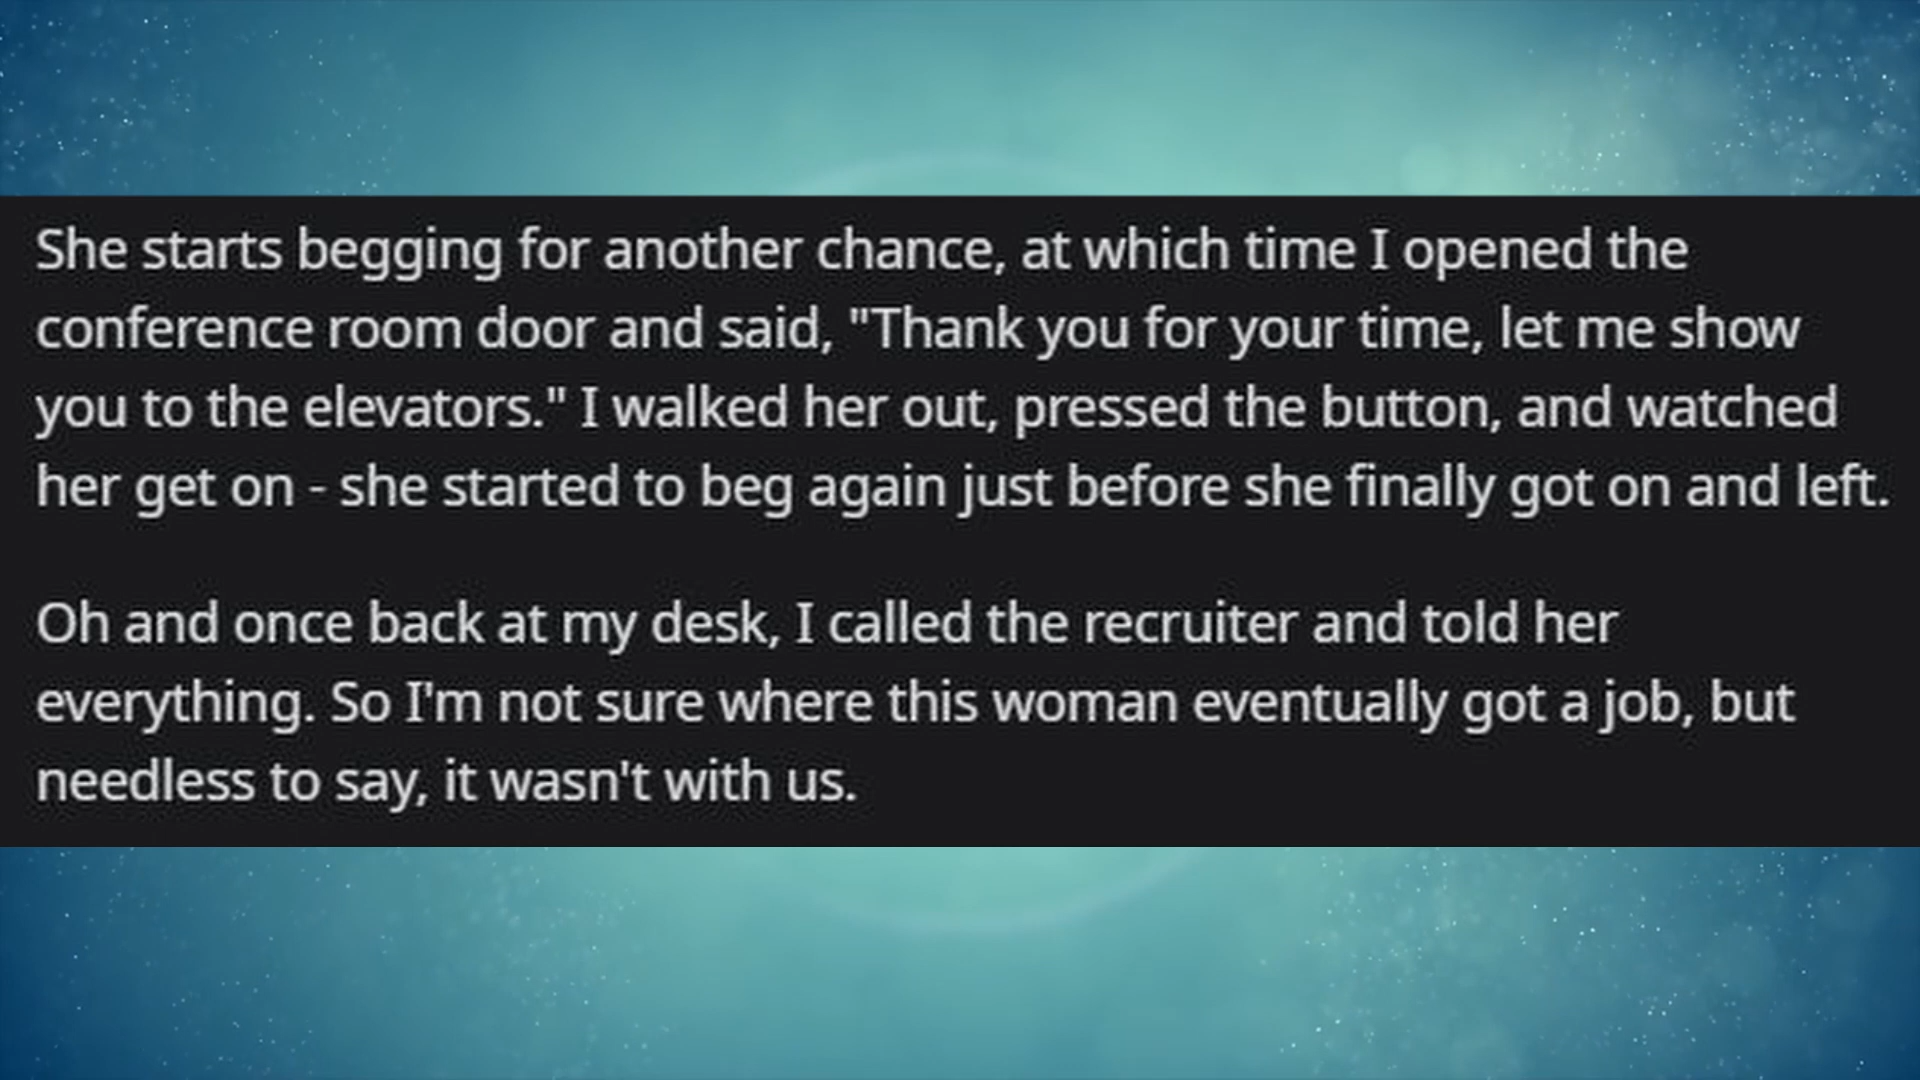 She starts begging for another chance, at which time I opened the
conference room door and said, "Thank you for your time, let me show
you to the elevators." I walked her out, pressed the button, and watched
her get on - she started to beg again just before she finally got on and left.
Oh and once back at my desk, I called the recruiter and told her
everything. So I'm not sure where this woman eventually got a job, but
needless to say, it wasn't with us.